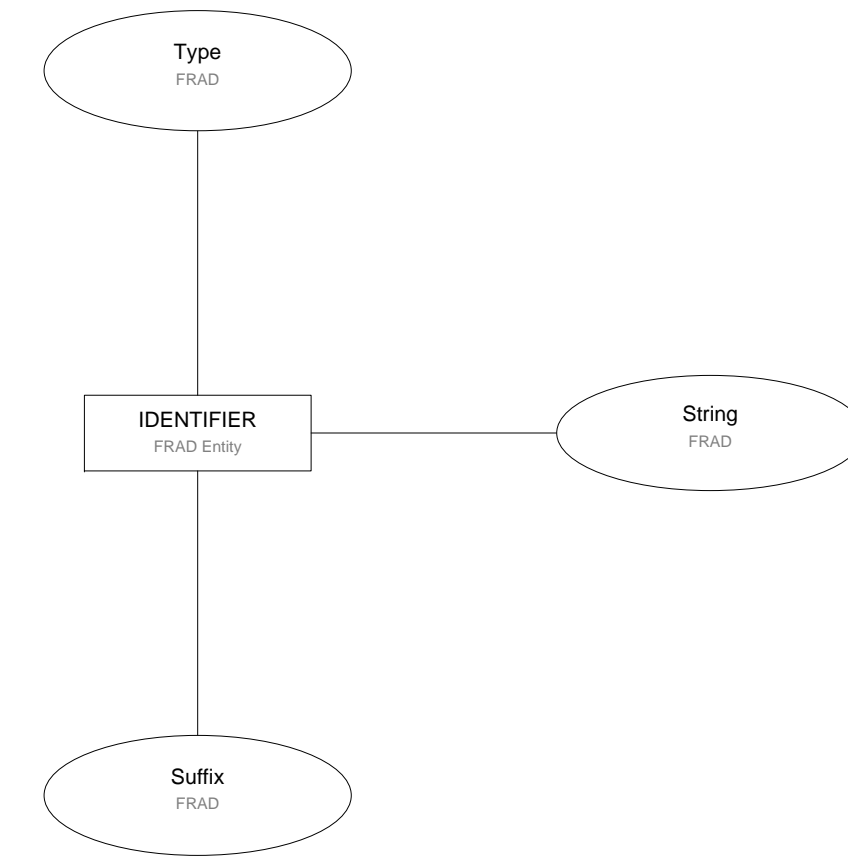 Type
FRAD
IDENTIFIER
FRAD Entity
String
FRAD
Suffix
FRAD